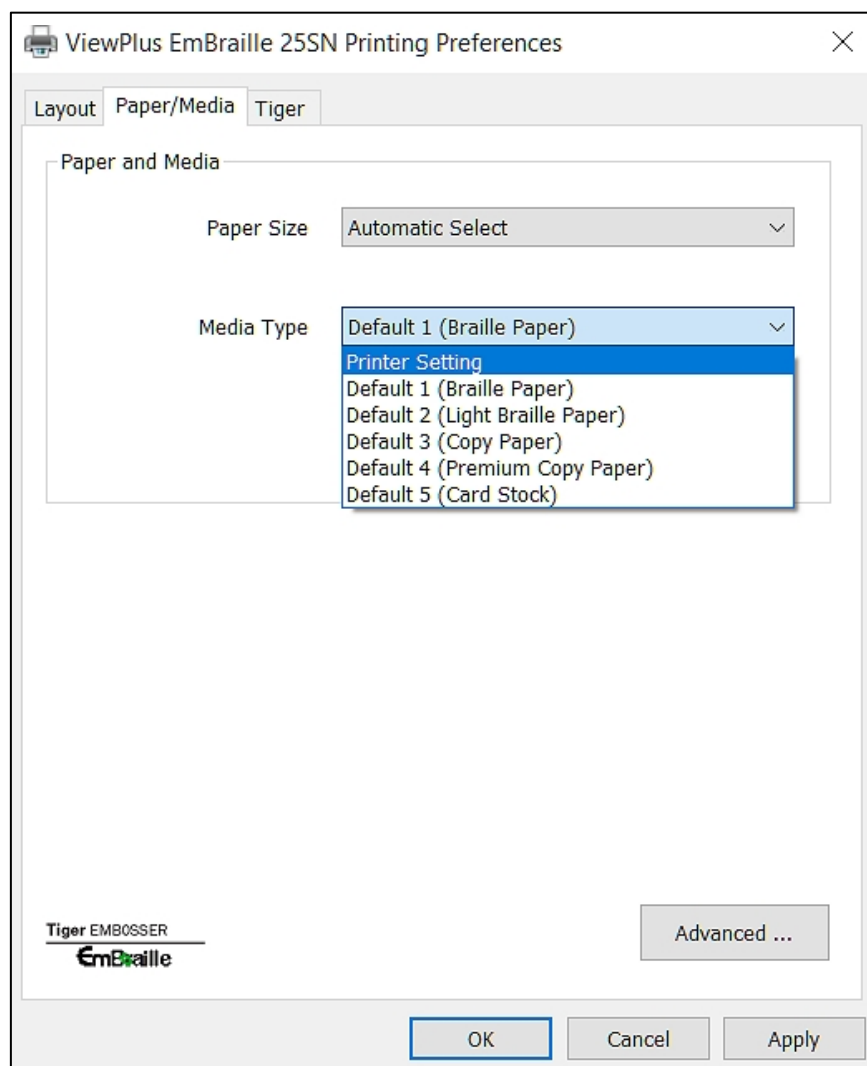 ViewPlus EmBraille 25SN Printing Preferences
Layout Paper/Media Tiger
Paper and Media
Paper Size Automatic Select
Media Type Default 1 (Braille Paper)
Printer Setting
Default 1 (Braille Paper)
Default 2 (Light Braille Paper)
Default 3 (Copy Paper)
Default 4 (Premium Copy Paper)
Default 5 (Card Stock)
Tiger EMBOSSER
EmBraille
Advanced ...
OK Cancel Apply